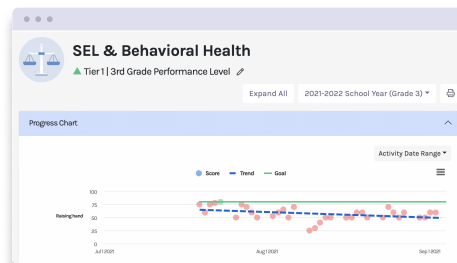 SEL & Behavioral Health
Tier 1 | 3rd Grade Performance Level
Expand All
2021-2022 School Year (Grade 3)
Progress Chart
Activity Date Range
Score Trend Goal
100
75
Raising hand
50
25
0
Jul 1 2021 Aug 1 2021 Sep 1 2021